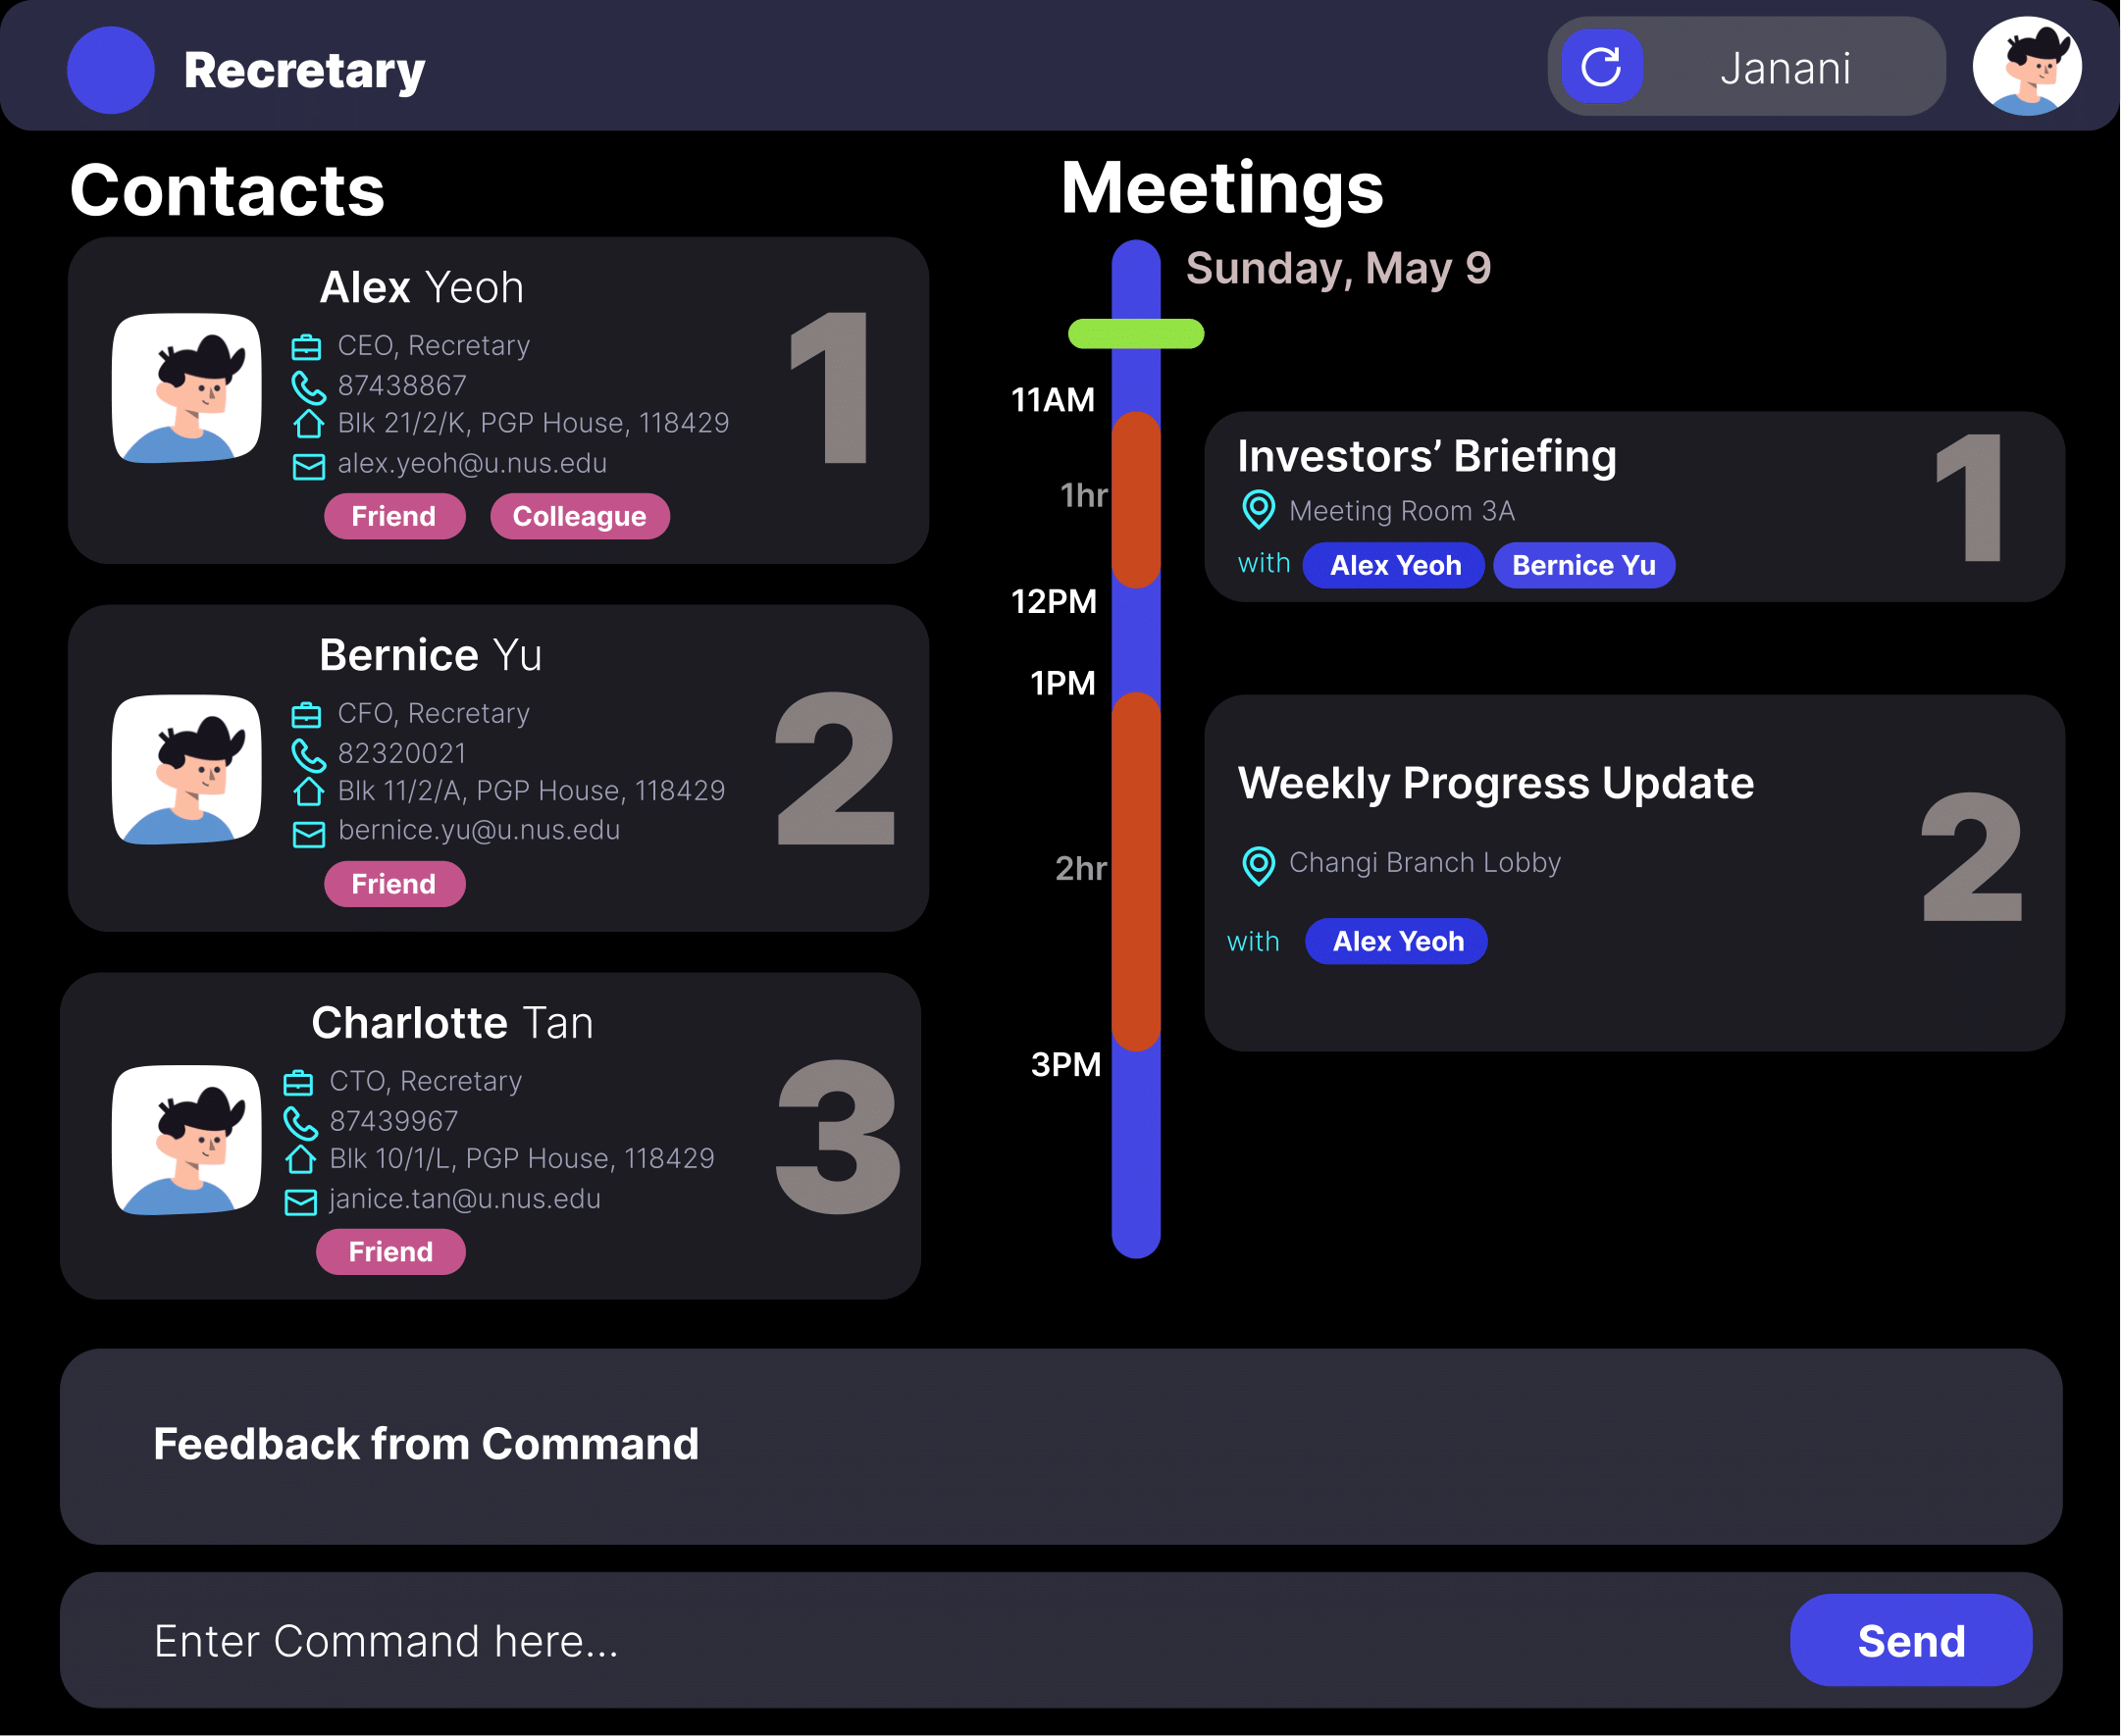 Recretary
Janani
Contacts
Alex Yeoh
CEO, Recretary
87438867
Blk 21/2/K, PGP House, 118429
alex.yeoh@u.nus.edu
Friend Colleague
1
Bernice Yu
CFO, Recretary
82320021
Blk 11/2/A, PGP House, 118429
bernice.yu@u.nus.edu
Friend
2
Charlotte Tan
CTO, Recretary
87439967
Blk 10/1/L, PGP House, 118429
janice.tan@u.nus.edu
Friend
3
Meetings
Sunday, May 9
11AM
1hr
12PM
Investors’ Briefing
Meeting Room 3A
with Alex Yeoh Bernice Yu
1
1PM
2hr
3PM
Weekly Progress Update
Changi Branch Lobby
with Alex Yeoh
2
Feedback from Command
Enter Command here...
Send